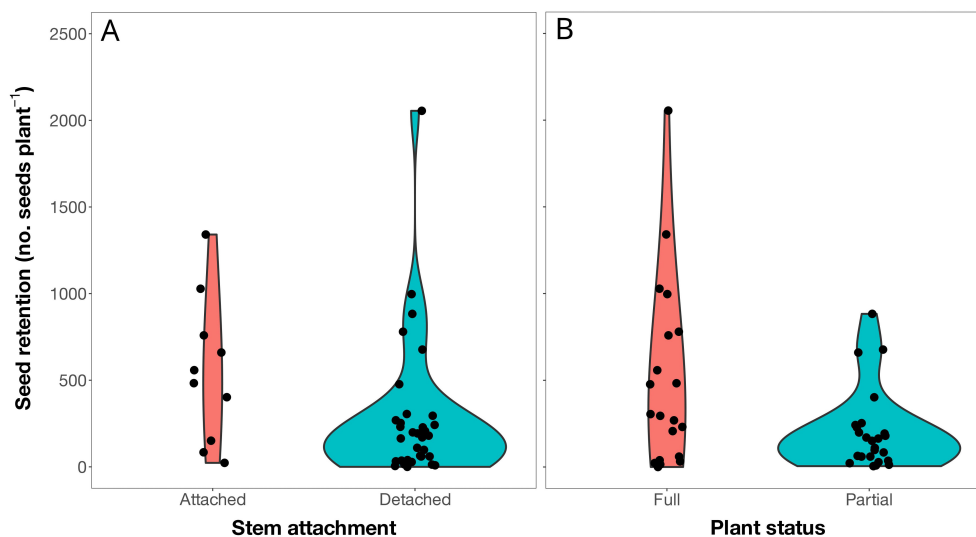 A
B
Seed retention (no. seeds plant⁻¹)
2500
2000
1500
1000
500
0
Attached Detached
Full Partial
Stem attachment
Plant status